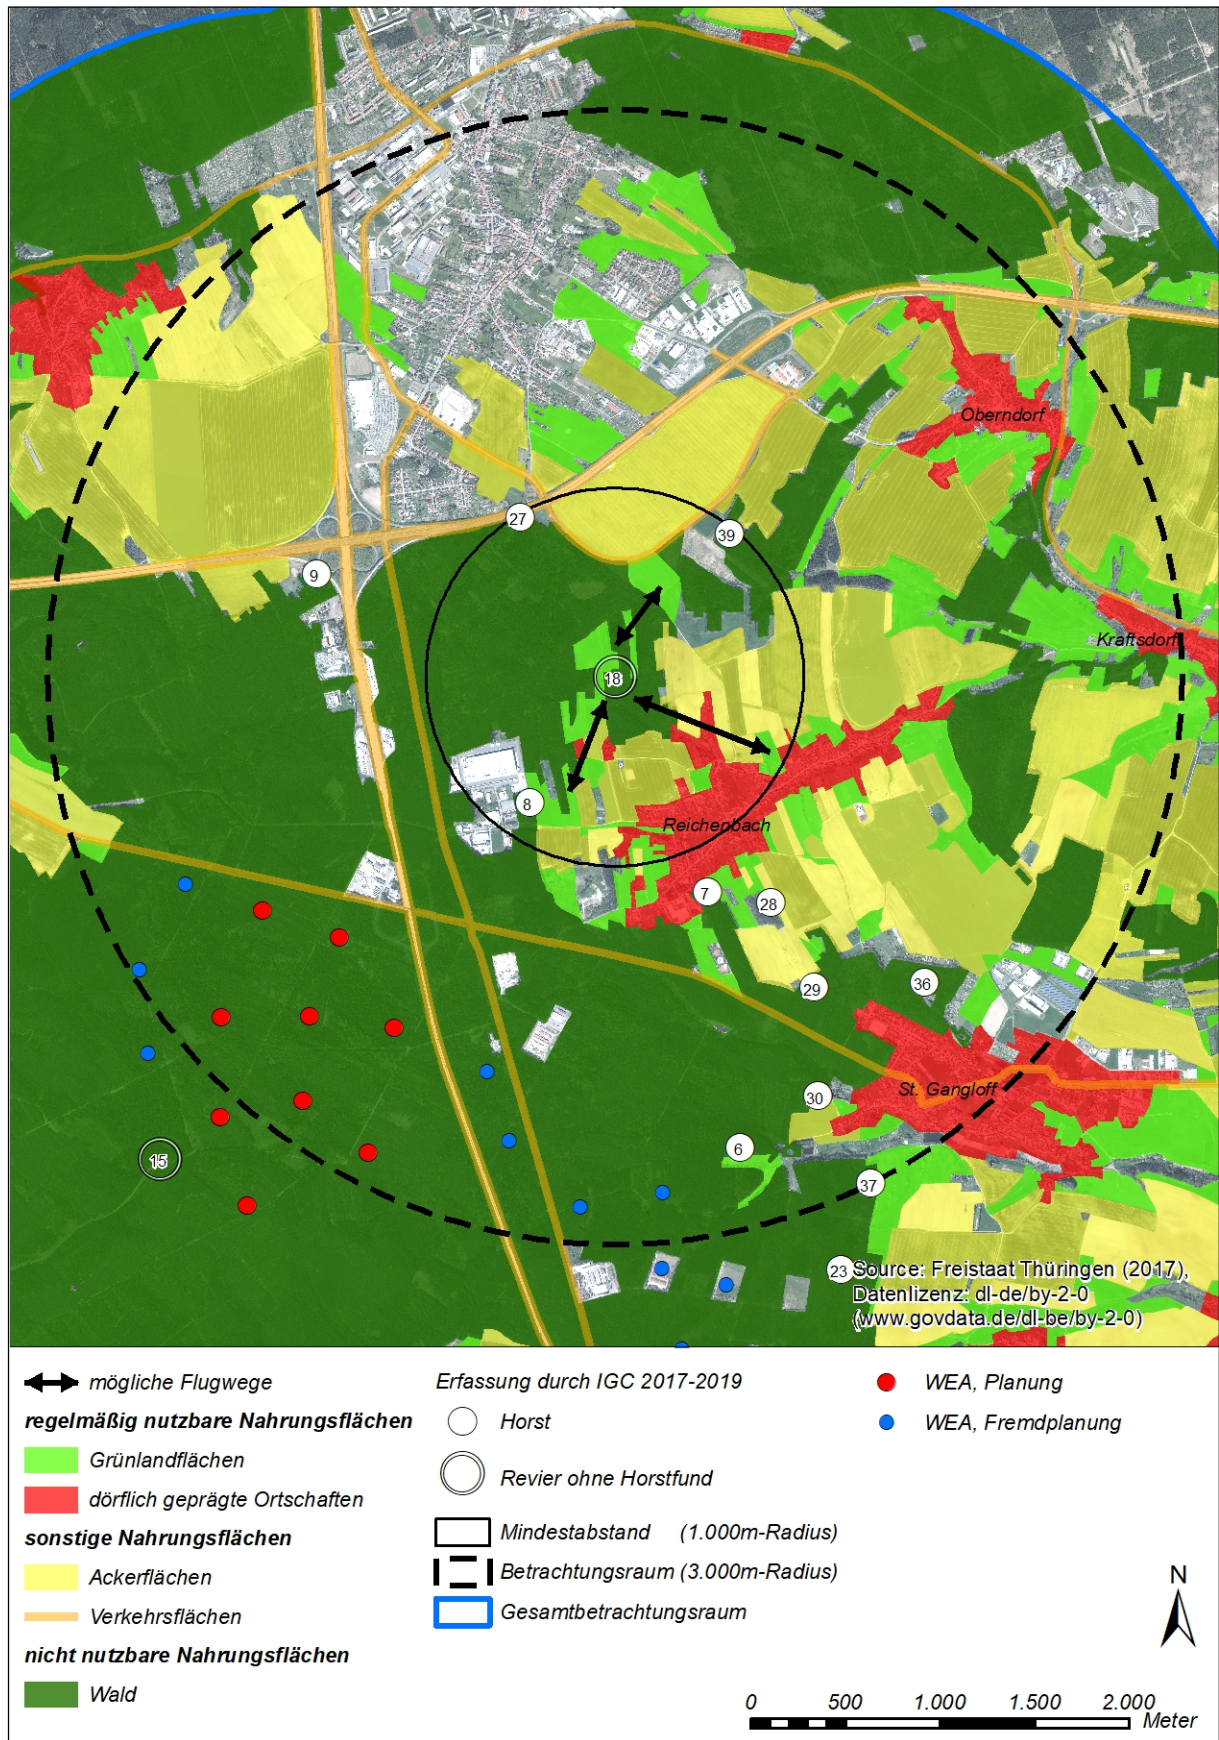 Oberndorf
27
39
9
Kraftsdorf
18
8
Reichenbach
7
28
29
36
St. Gangloff
30
6
15
37
23
Source: Freistaat Thüringen (2017),
Datenlizenz: dl-de/by-2-0
(www.govdata.de/dl-be/by-2-0)
mögliche Flugwege
regelmäßig nutzbare Nahrungsflächen
Grünlandflächen
dörflich geprägte Ortschaften
sonstige Nahrungsflächen
Ackerflächen
Verkehrsflächen
nicht nutzbare Nahrungsflächen
Wald
Erfassung durch IGC 2017-2019
Horst
Revier ohne Horstfund
Mindestabstand (1.000m-Radius)
Betrachtungsraum (3.000m-Radius)
Gesamtbetrachtungsraum
WEA, Planung
WEA, Fremdplanung
N
0 500 1.000 1.500 2.000
Meter